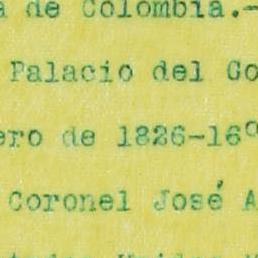 a de Colombia.-
Palacio del Go
ero de 1826-16º
Coronel José A